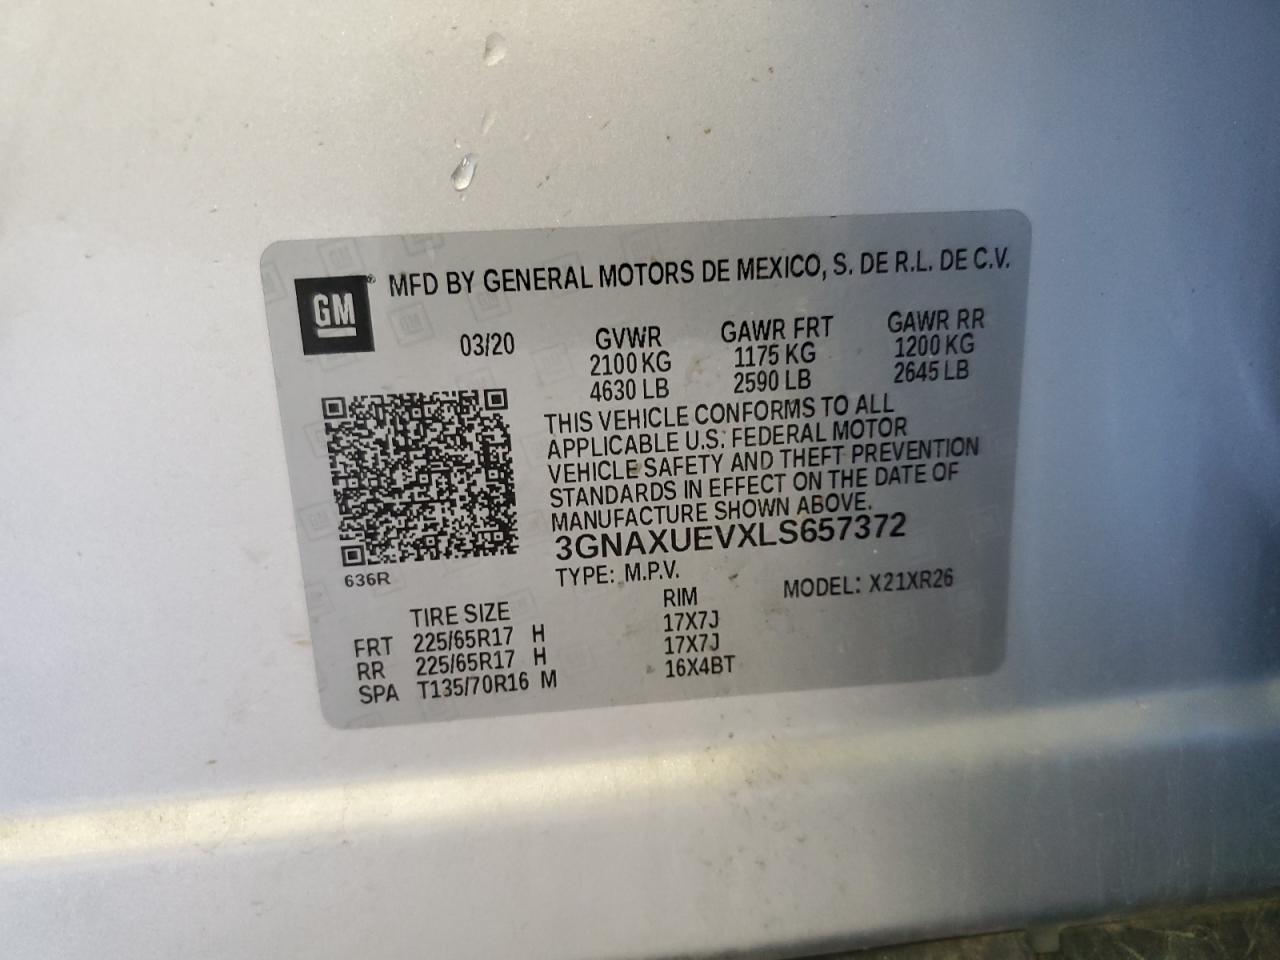 GM® MFD BY GENERAL MOTORS DE MEXICO, S. DE R.L. DE C.V.
03/20 GVWR GAWR FRT GAWR RR
2100 KG 1175 KG 1200 KG
4630 LB 2590 LB 2645 LB
THIS VEHICLE CONFORMS TO ALL
APPLICABLE U.S. FEDERAL MOTOR
VEHICLE SAFETY AND THEFT PREVENTION
STANDARDS IN EFFECT ON THE DATE OF
MANUFACTURE SHOWN ABOVE.
3GNAXUEVXLS657372
636R TYPE: M.P.V. MODEL: X21XR26
TIRE SIZE RIM
FRT 225/65R17 H 17X7J
RR 225/65R17 H 17X7J
SPA T135/70R16 M 16X4BT